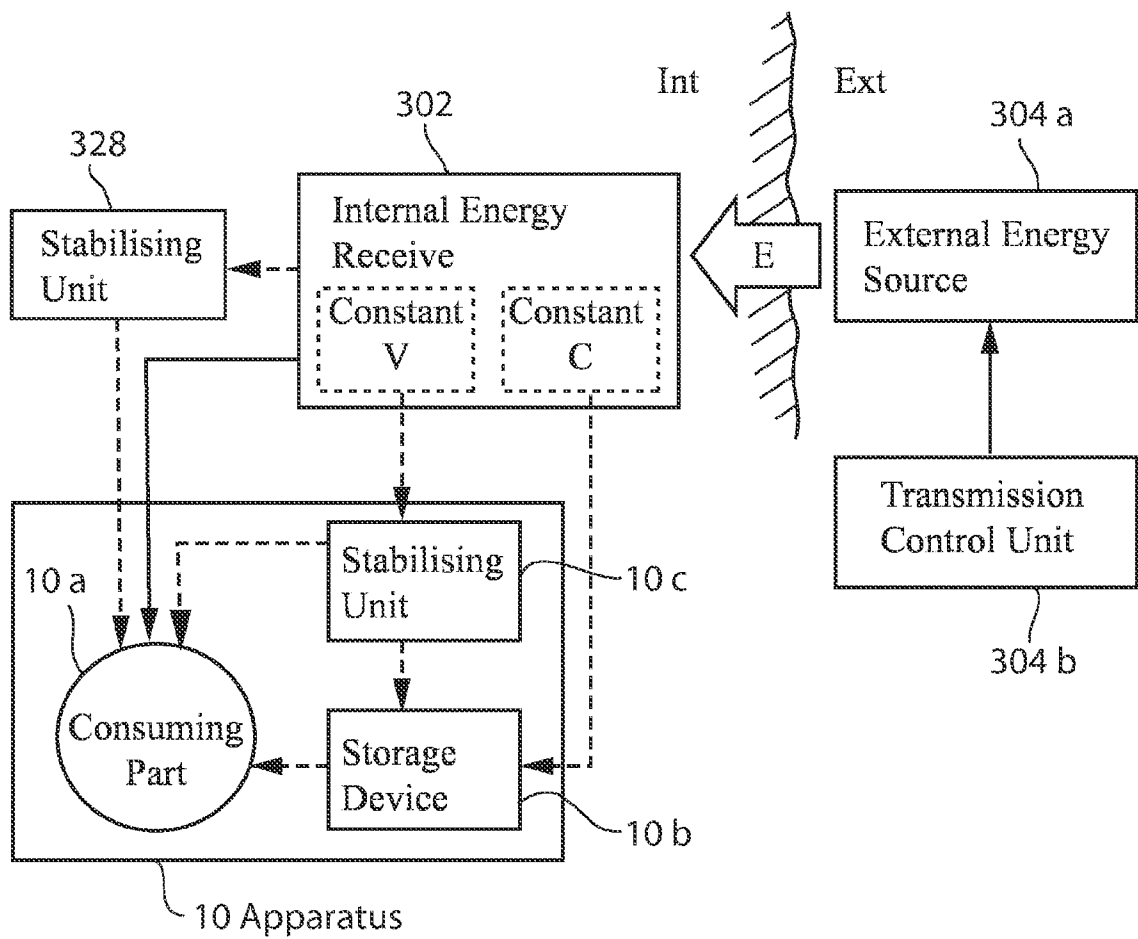 Int
Ext
302
304 a
328
Internal Energy
Receive
External Energy
Source
Stabilising
Unit
E
Constant
V
Constant
C
Transmission
Control Unit
Stabilising
Unit
10 c
10 a
304 b
Consuming
Part
Storage
Device
10 b
10 Apparatus